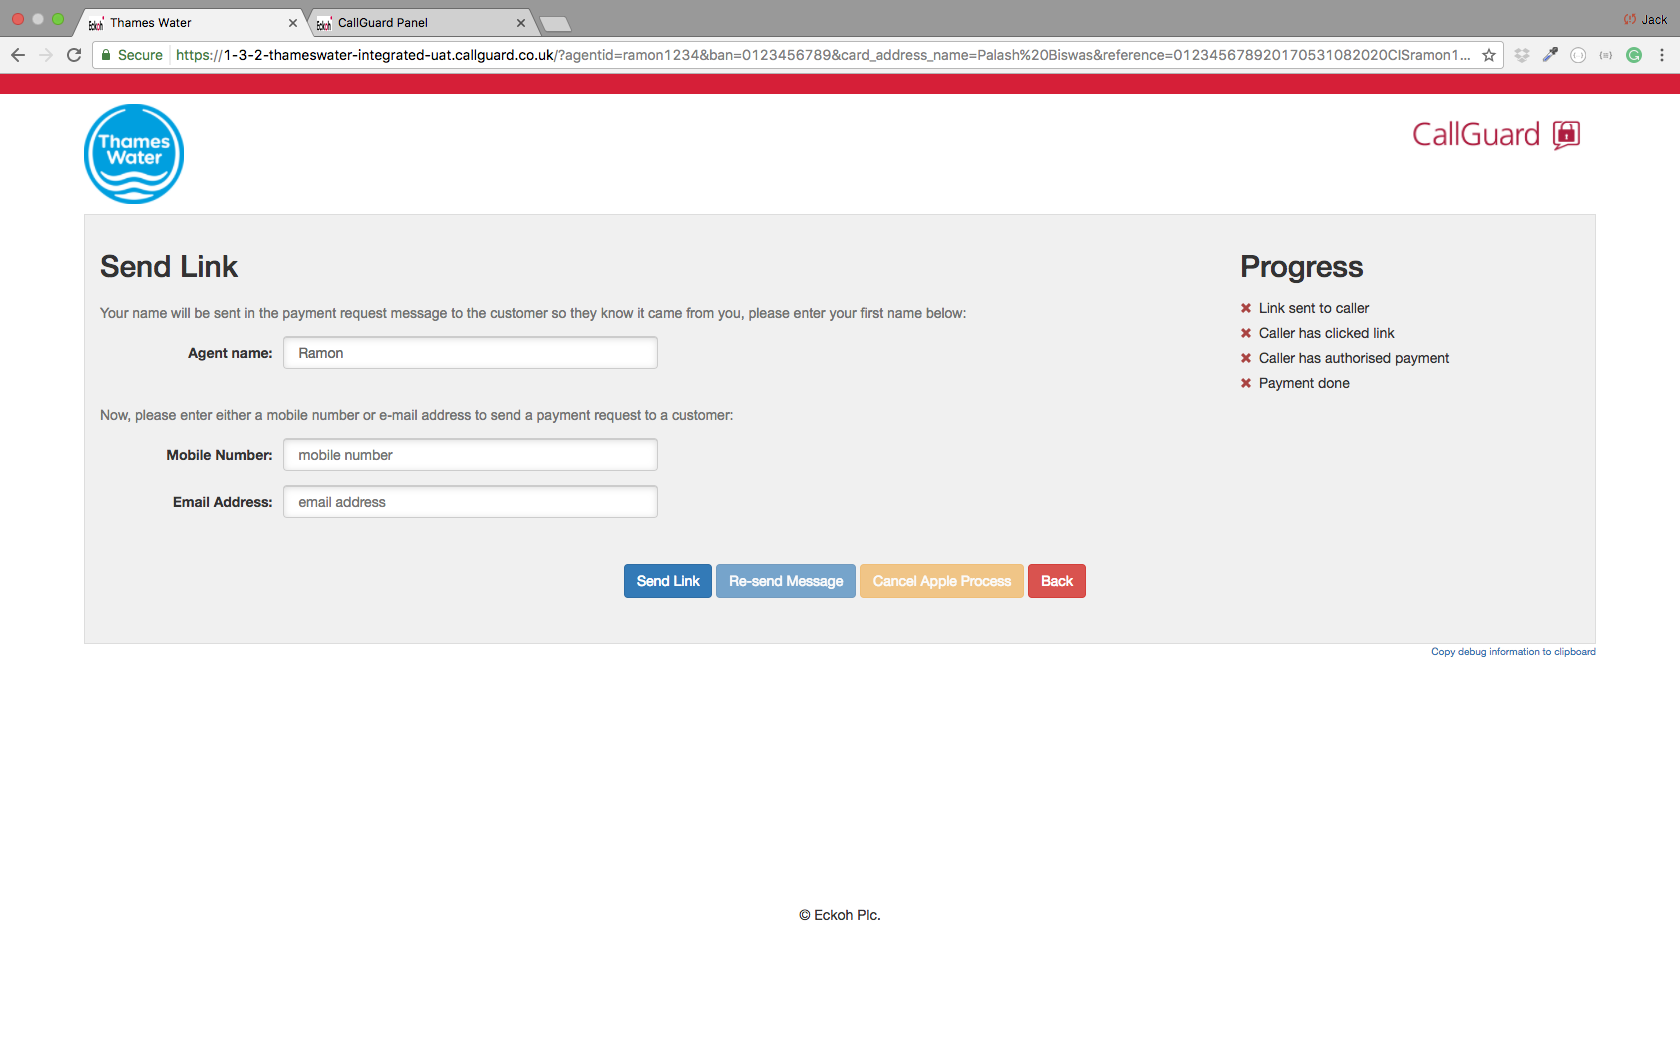 Eckoh Thames Water
Eckoh CallGuard Panel
Jack
Secure https://1-3-2-thameswater-integrated-uat.callguard.co.uk/?agentid=ramon1234&ban=0123456789&card_address_name=Palash%20Biswas&reference=012345678920170531082020CISramon1...
Thames
Water
CallGuard
Send Link
Your name will be sent in the payment request message to the customer so they know it came from you, please enter your first name below:
Agent name: Ramon
Now, please enter either a mobile number or e-mail address to send a payment request to a customer:
Mobile Number: mobile number
Email Address: email address
Send Link Re-send Message Cancel Apple Process Back
Progress
Link sent to caller
Caller has clicked link
Caller has authorised payment
Payment done
Copy debug information to clipboard
© Eckoh Plc.